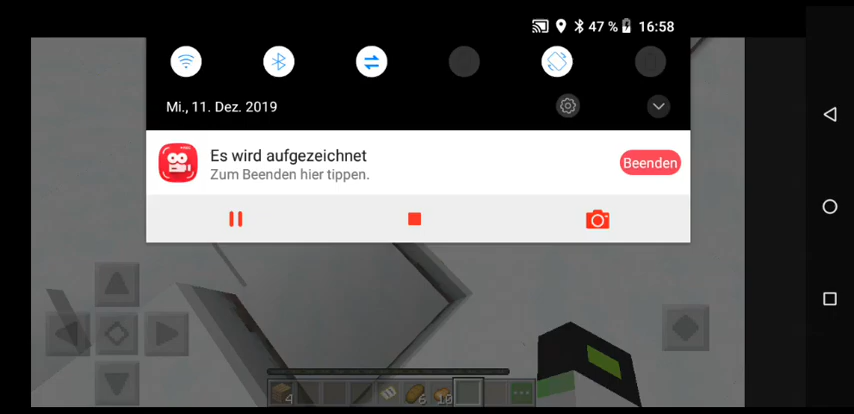 47 % 16:58
Mi., 11. Dez. 2019
Es wird aufgezeichnet
Beenden
Zum Beenden hier tippen.
4 6 10